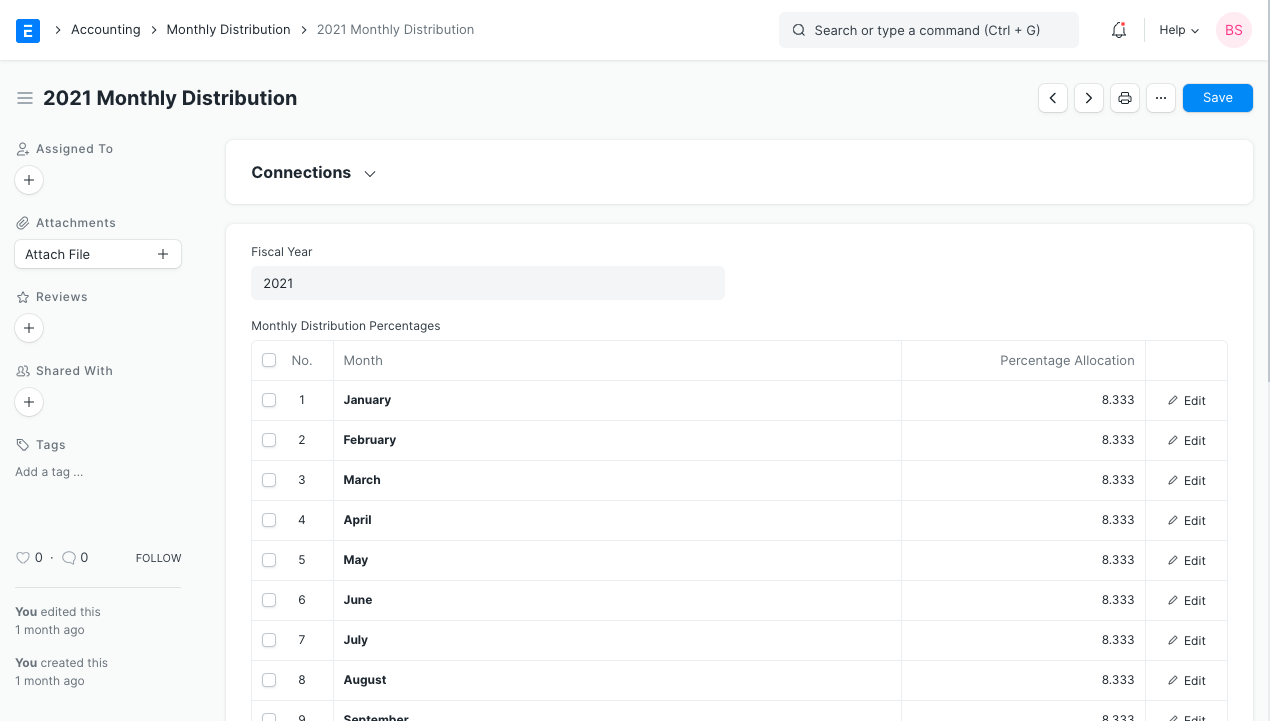 Accounting Monthly Distribution 2021 Monthly Distribution Search or type a command (Ctrl + G) Help BS
2021 Monthly Distribution ... Save
Assigned To
Connections
Attachments
Attach File
Reviews
Shared With
Tags
Add a tag ...
0 · 0 FOLLOW
You edited this
1 month ago
You created this
1 month ago
Fiscal Year
2021
Monthly Distribution Percentages
No. Month Percentage Allocation
1 January 8.333 Edit
2 February 8.333 Edit
3 March 8.333 Edit
4 April 8.333 Edit
5 May 8.333 Edit
6 June 8.333 Edit
7 July 8.333 Edit
8 August 8.333 Edit
9 September 8.333 Edit